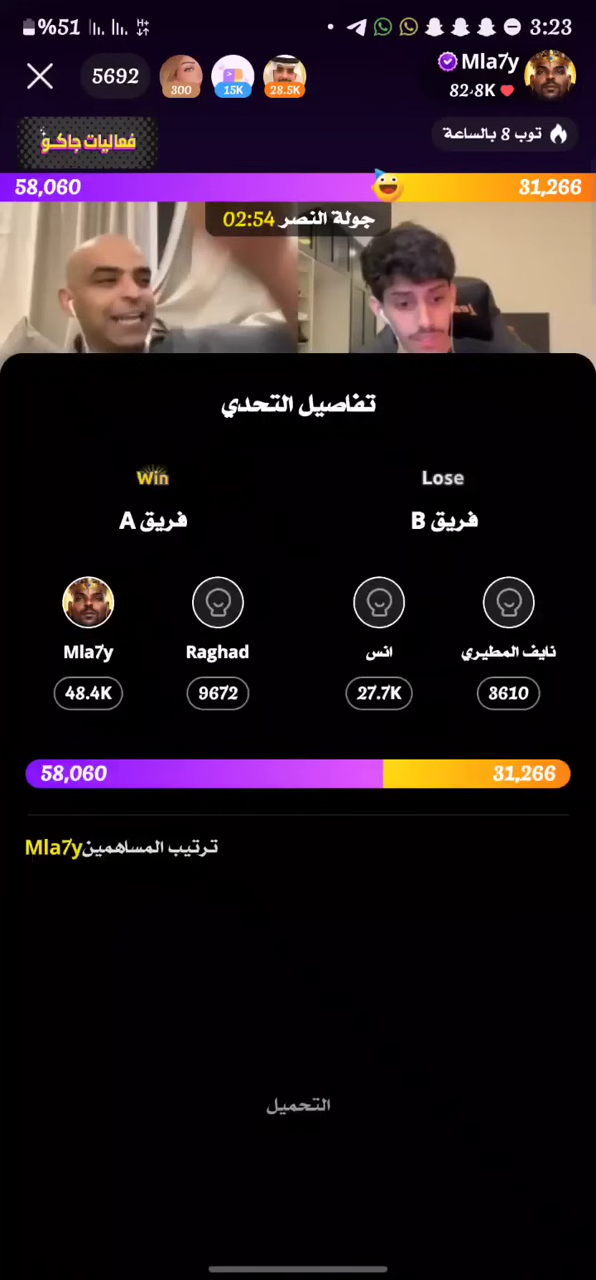 %51 H+ 3:23
5692 300 15K 28.5K Mla7y
82.8K
فعاليات جاكو توب 8 بالساعة
58,060 31,266
جولة النصر 02:54
تفاصيل التحدي
Win Lose
فريق A فريق B
Mla7y Raghad انس نايف المطيري
48.4K 9672 27.7K 3610
58,060 31,266
ترتيب المساهمين Mla7y
التحميل